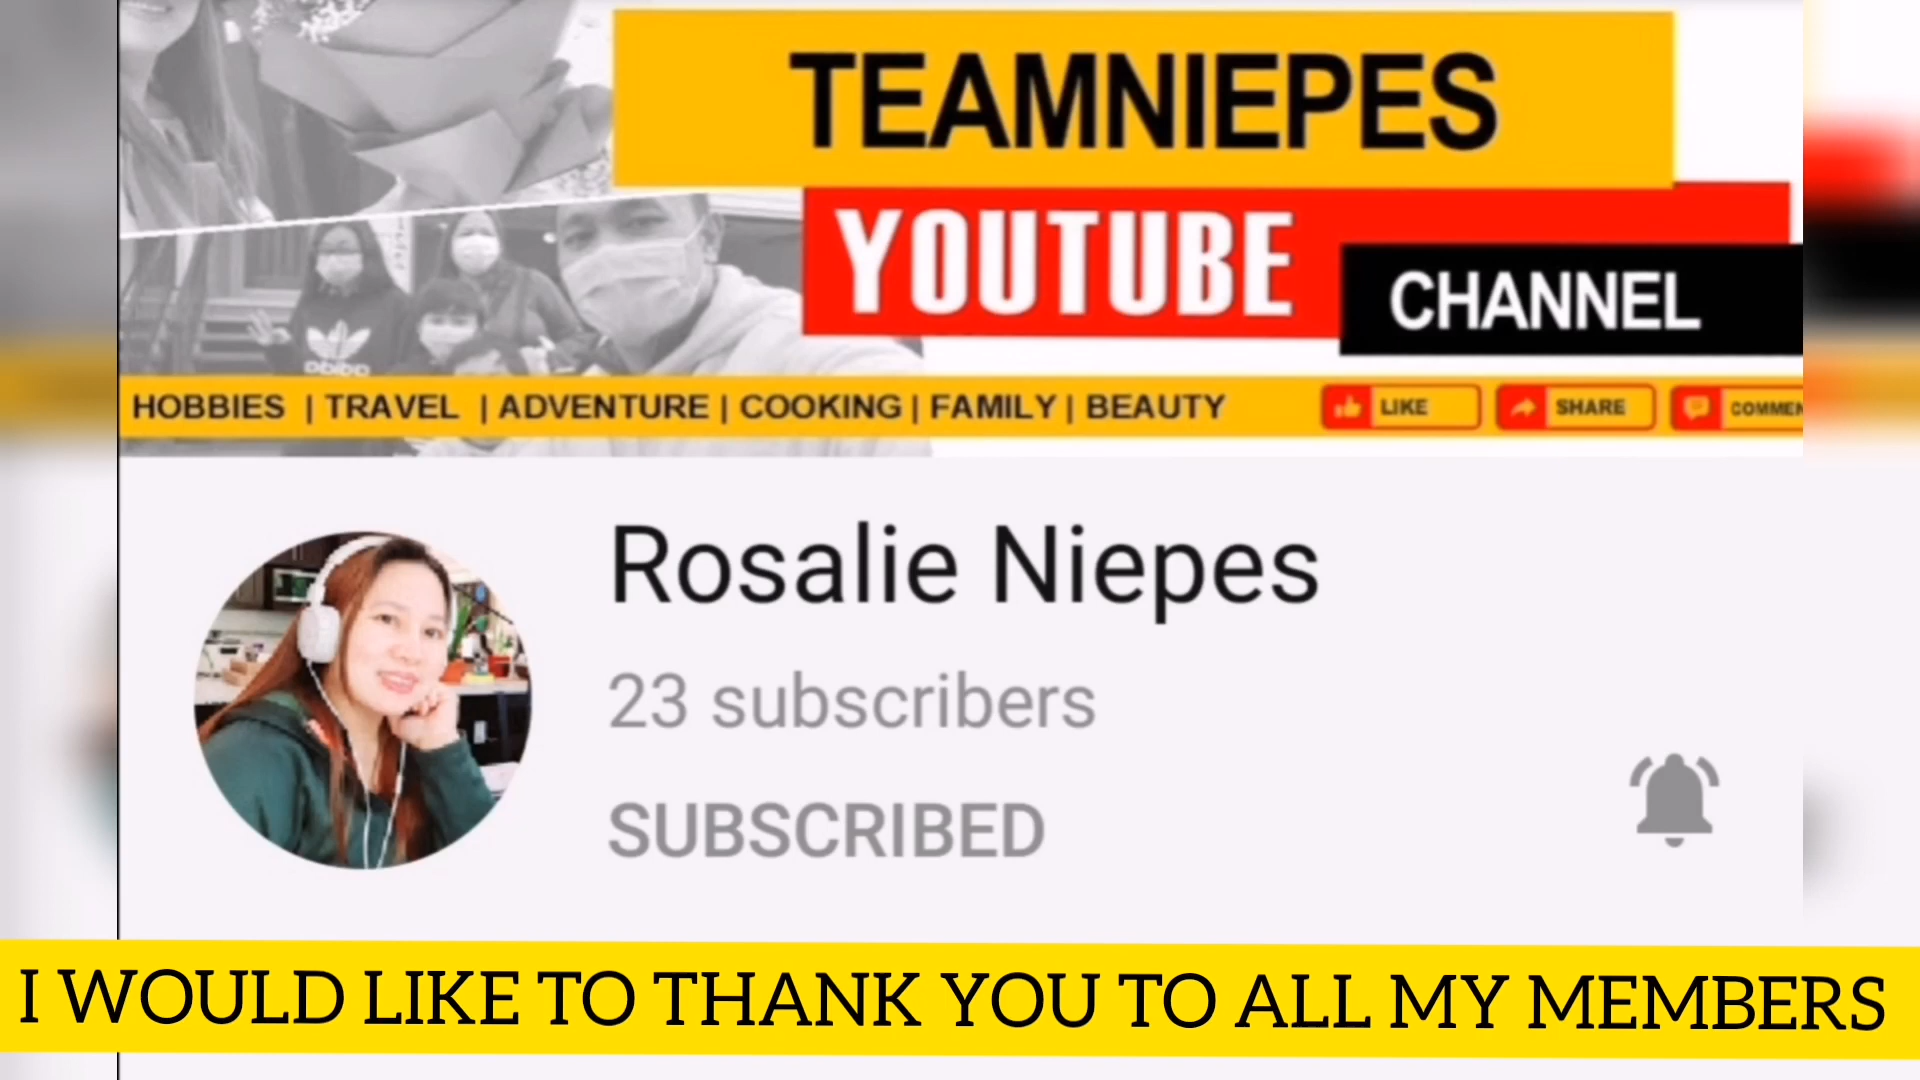 TEAMNIEPES
YOUTUBE
CHANNEL
HOBBIES | TRAVEL | ADVENTURE | COOKING | FAMILY | BEAUTY
LIKE
SHARE
COMMEN
Rosalie Niepes
23 subscribers
SUBSCRIBED
I WOULD LIKE TO THANK YOU TO ALL MY MEMBERS